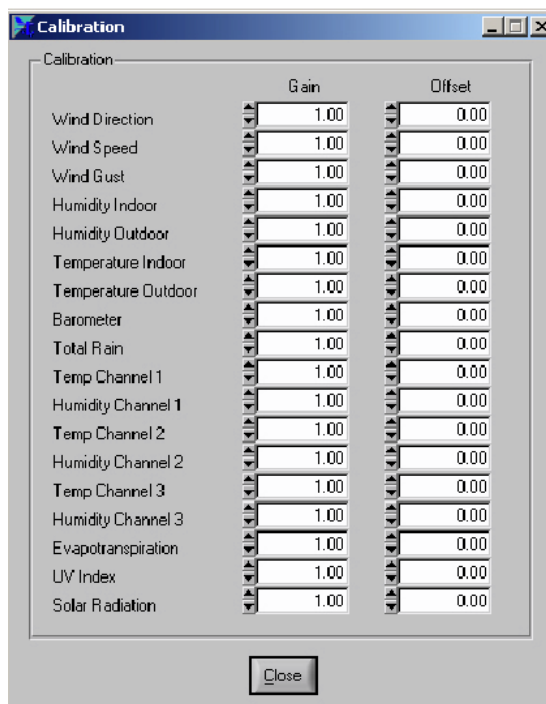 Calibration
Calibration
Gain Offset
Wind Direction 1.00 0.00
Wind Speed 1.00 0.00
Wind Gust 1.00 0.00
Humidity Indoor 1.00 0.00
Humidity Outdoor 1.00 0.00
Temperature Indoor 1.00 0.00
Temperature Outdoor 1.00 0.00
Barometer 1.00 0.00
Total Rain 1.00 0.00
Temp Channel 1 1.00 0.00
Humidity Channel 1 1.00 0.00
Temp Channel 2 1.00 0.00
Humidity Channel 2 1.00 0.00
Temp Channel 3 1.00 0.00
Humidity Channel 3 1.00 0.00
Evapotranspiration 1.00 0.00
UV Index 1.00 0.00
Solar Radiation 1.00 0.00
Close